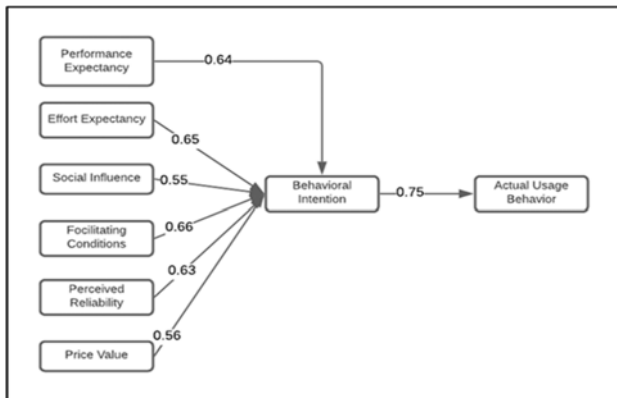 Performance
Expectancy
0.64
Effort Expectancy
0.65
Social Influence
0.55
Behavioral
Intention
0.75
Actual Usage
Behavior
Focilitating
Conditions
0.66
Perceived
Reliability
0.63
Price Value
0.56